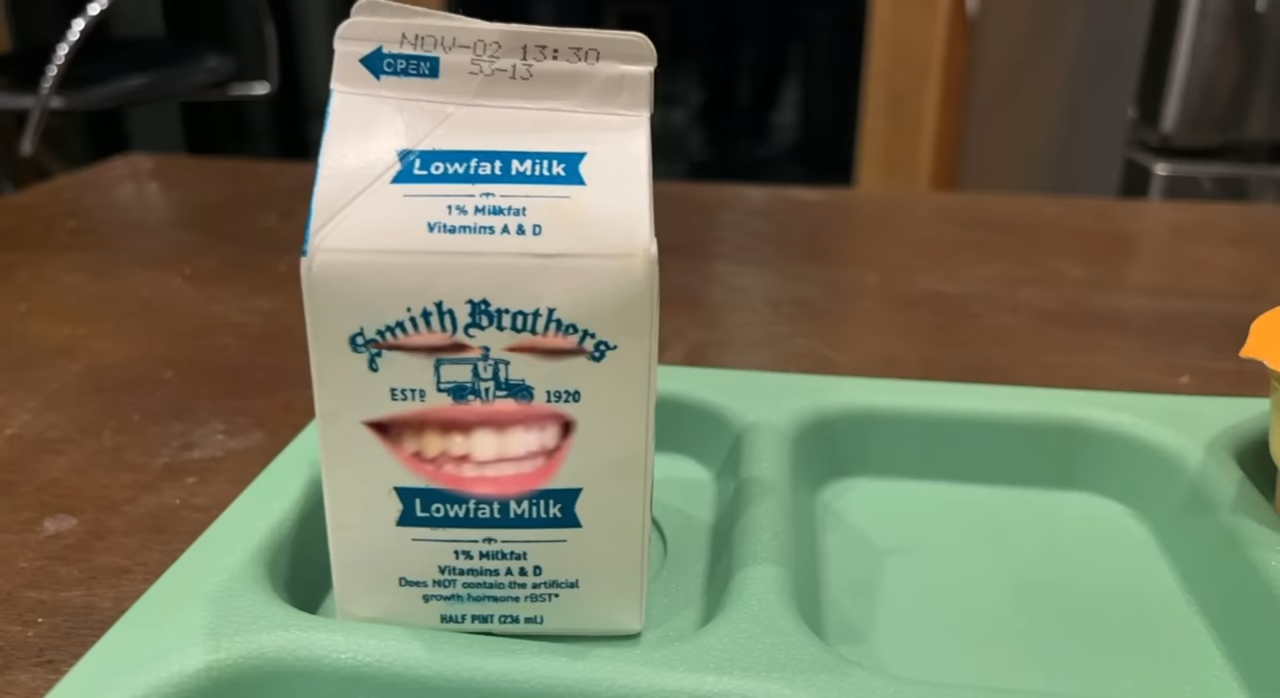 NOV-02 13:30
OPEN 53-13
Lowfat Milk
1% Milkfat
Vitamins A & D
Smith Brothers
ESTD 1920
Lowfat Milk
1% Milkfat
Vitamins A & D
Does NOT contain the artificial
growth hormone rBST*
HALF PINT (236 mL)